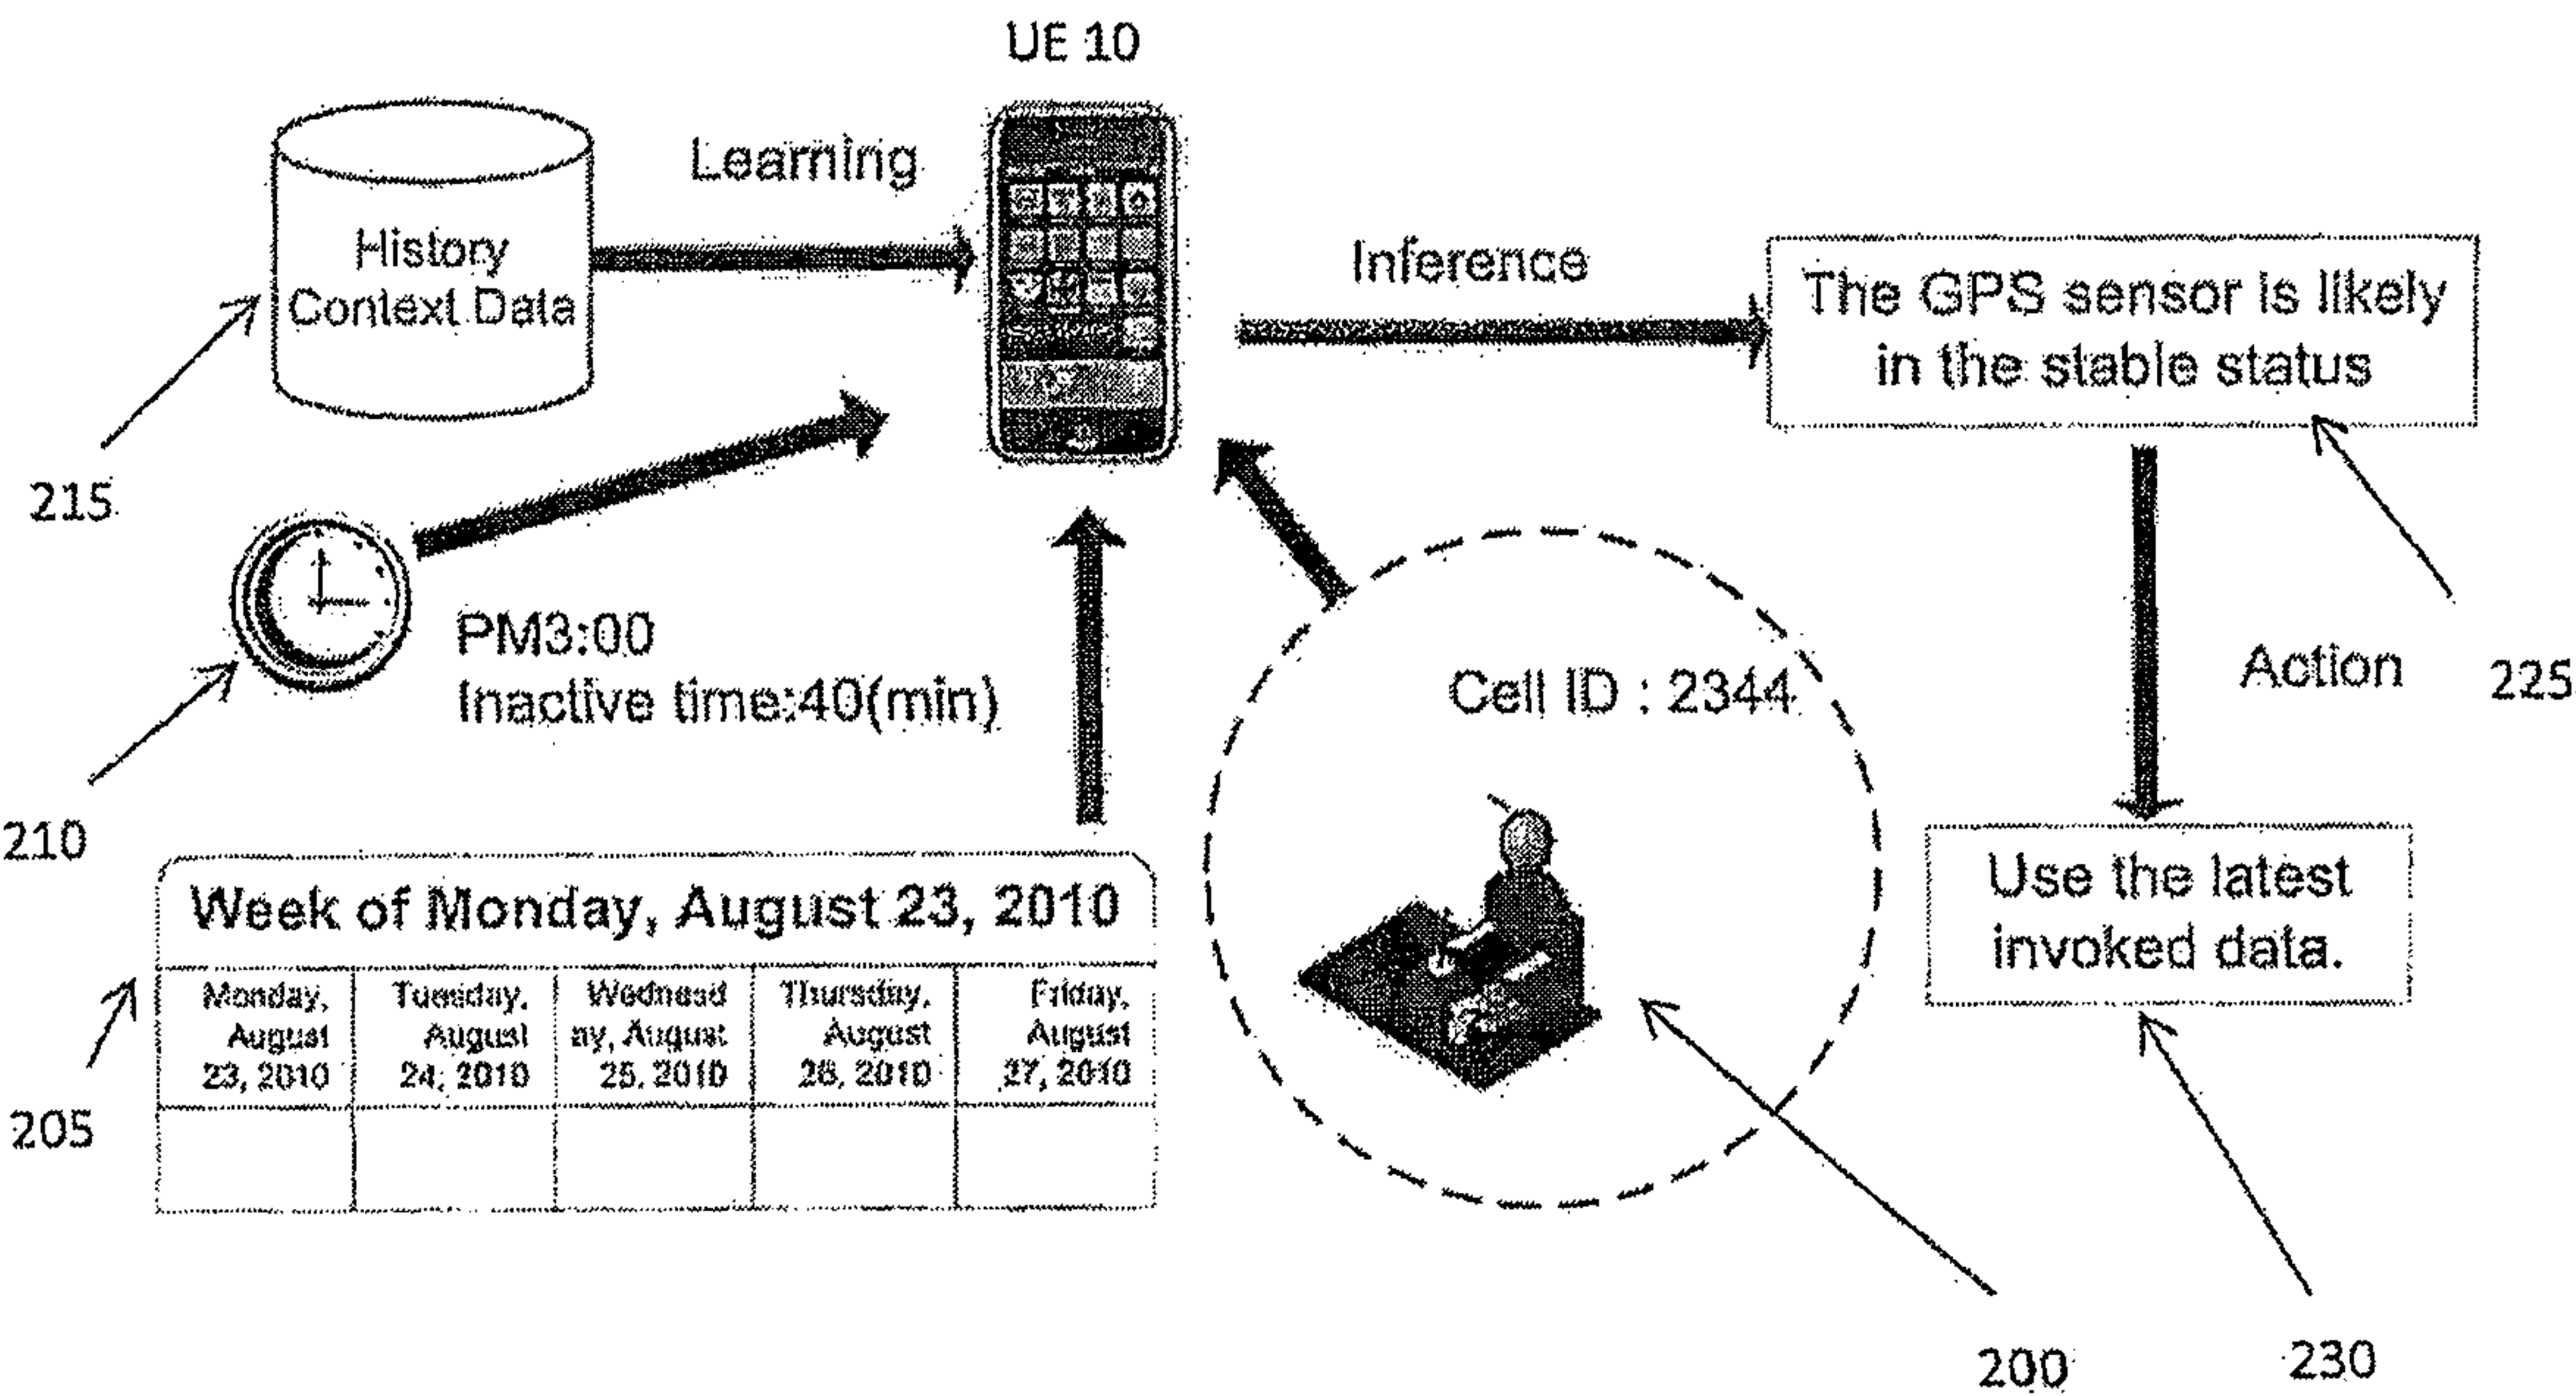 UE 10
Learning
History
Context Data
Inference
The GPS sensor is likely
in the stable status
215
PM3:00
Inactive time:40(min)
Cell ID : 2344
Action
225
210
Use the latest
invoked data.
Week of Monday, August 23, 2010
Monday,
August
23, 2010
Tuesday,
August
24, 2010
Wednesd
ay, August
25, 2010
Thursday,
August
26, 2010
Friday,
August
27, 2010
205
200
230